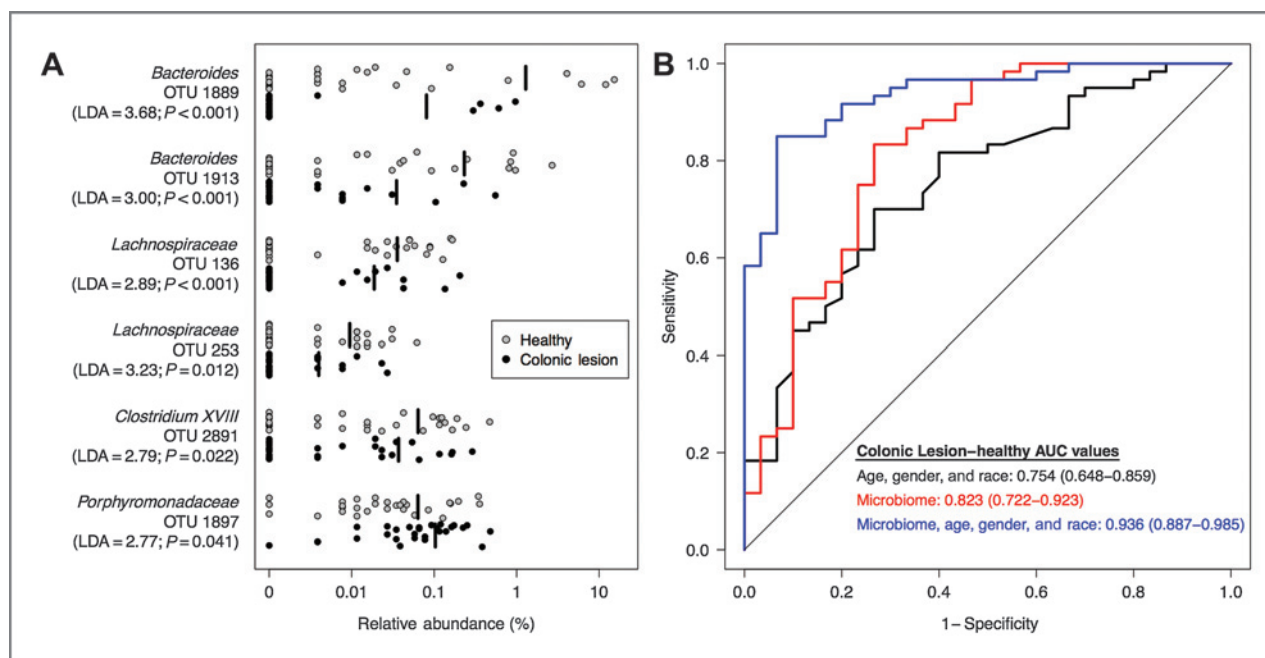 A
Bacteroides
OTU 1889
(LDA = 3.68; P < 0.001)
Bacteroides
OTU 1913
(LDA = 3.00; P < 0.001)
Lachnospiraceae
OTU 136
(LDA = 2.89; P < 0.001)
Lachnospiraceae
OTU 253
(LDA = 3.23; P = 0.012)
Clostridium XVIII
OTU 2891
(LDA = 2.79; P = 0.022)
Porphyromonadaceae
OTU 1897
(LDA = 2.77; P = 0.041)
Healthy
Colonic lesion
0 0.01 0.1 1 10
Relative abundance (%)
B
Sensitivity
1.0
0.8
0.6
0.4
0.2
0.0
Colonic Lesion–healthy AUC values
Age, gender, and race: 0.754 (0.648–0.859)
Microbiome: 0.823 (0.722–0.923)
Microbiome, age, gender, and race: 0.936 (0.887–0.985)
0.0 0.2 0.4 0.6 0.8 1.0
1– Specificity